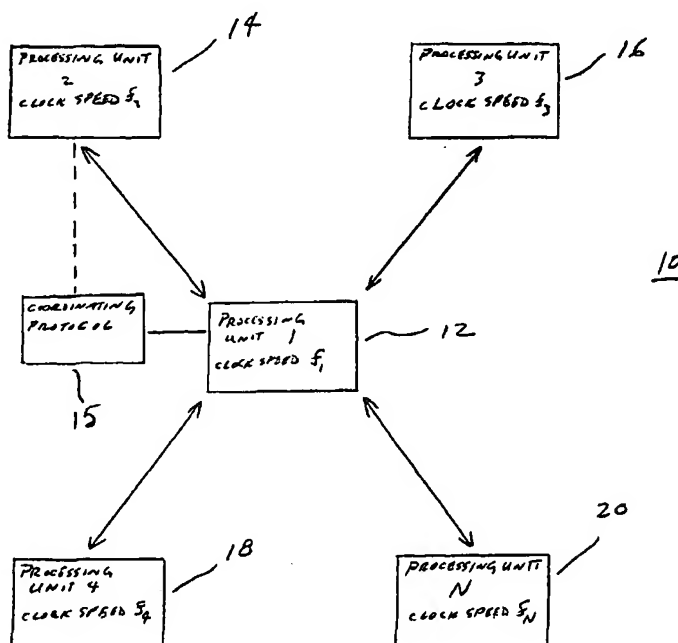 14
PROCESSING UNIT
2
CLOCK SPEED f2
16
PROCESSING UNIT
3
CLOCK SPEED f3
10
COORDINATING
PROTOCOL
15
PROCESSING
UNIT 1
CLOCK SPEED f1
12
18
PROCESSING
UNIT 4
CLOCK SPEED f4
20
PROCESSING UNIT
N
CLOCK SPEED fN